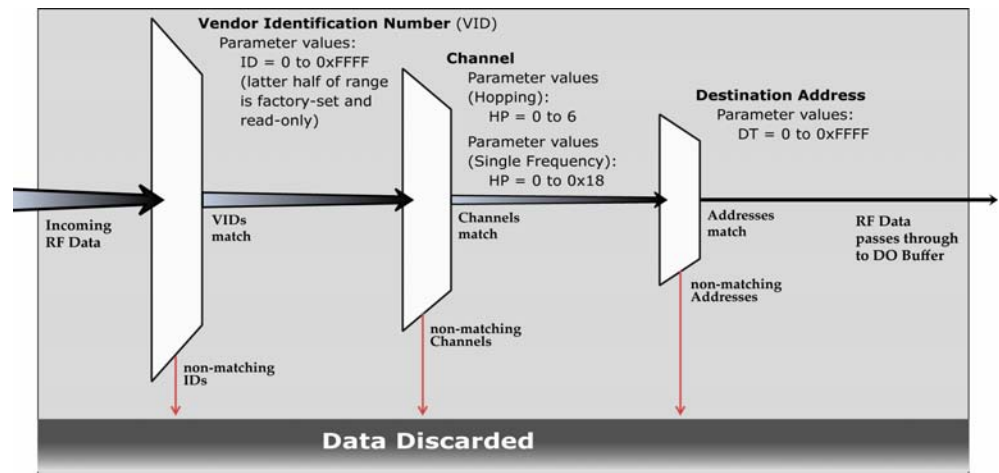 Vendor Identification Number (VID)
Parameter values:
ID = 0 to 0xFFFF
(latter half of range
is factory-set and
read-only)
Channel
Parameter values
(Hopping):
HP = 0 to 6
Parameter values
(Single Frequency):
HP = 0 to 0x18
Destination Address
Parameter values:
DT = 0 to 0xFFFF
Incoming
RF Data
VIDs
match
Channels
match
Addresses
match
RF Data
passes through
to DO Buffer
non-matching
IDs
non-matching
Channels
non-matching
Addresses
Data Discarded